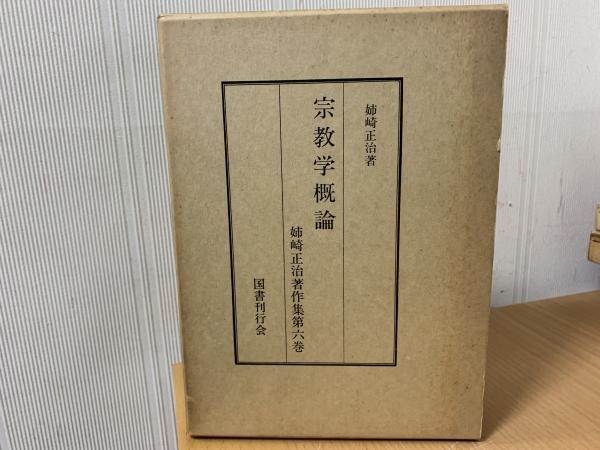 姉崎正治著
宗教学概論
姉崎正治著作集第六巻
国書刊行会